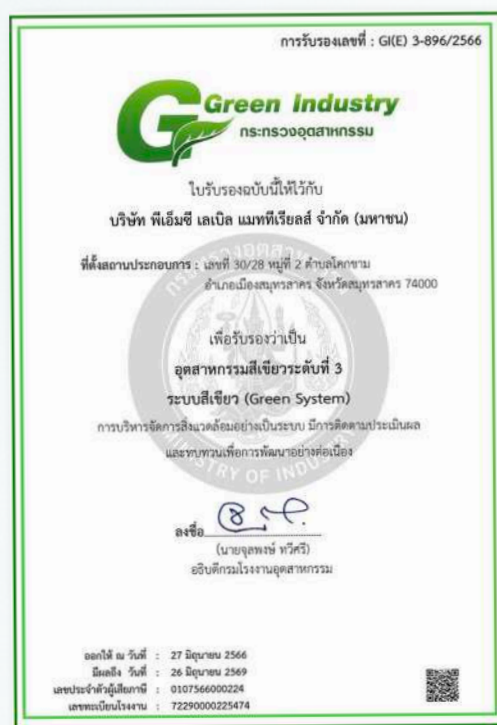 การรับรองเลขที่ : GI(E) 3-896/2566
Green Industry
กระทรวงอุตสาหกรรม
ใบรับรองฉบับนี้ให้ไว้กับ
บริษัท พีเอ็มซี เลเบิล แมททีเรียลส์ จำกัด (มหาชน)
ที่ตั้งสถานประกอบการ : เลขที่ 30/28 หมู่ที่ 2 ตำบลโคกขาม
อำเภอเมืองสมุทรสาคร จังหวัดสมุทรสาคร 74000
เพื่อรับรองว่าเป็น
อุตสาหกรรมสีเขียวระดับที่ 3
ระบบสีเขียว (Green System)
การบริหารจัดการสิ่งแวดล้อมอย่างเป็นระบบ มีการติดตามประเมินผล
และทบทวนเพื่อการพัฒนาอย่างต่อเนื่อง
กระทรวงอุตสาหกรรม
MINISTRY OF INDUSTRY
ลงชื่อ
(นายจุลพงษ์ ทวีศรี)
อธิบดีกรมโรงงานอุตสาหกรรม
ออกให้ ณ วันที่ : 27 มิถุนายน 2566
มีผลถึง วันที่ : 26 มิถุนายน 2569
เลขประจำตัวผู้เสียภาษี : 0107566000224
เลขทะเบียนโรงงาน : 72290000225474